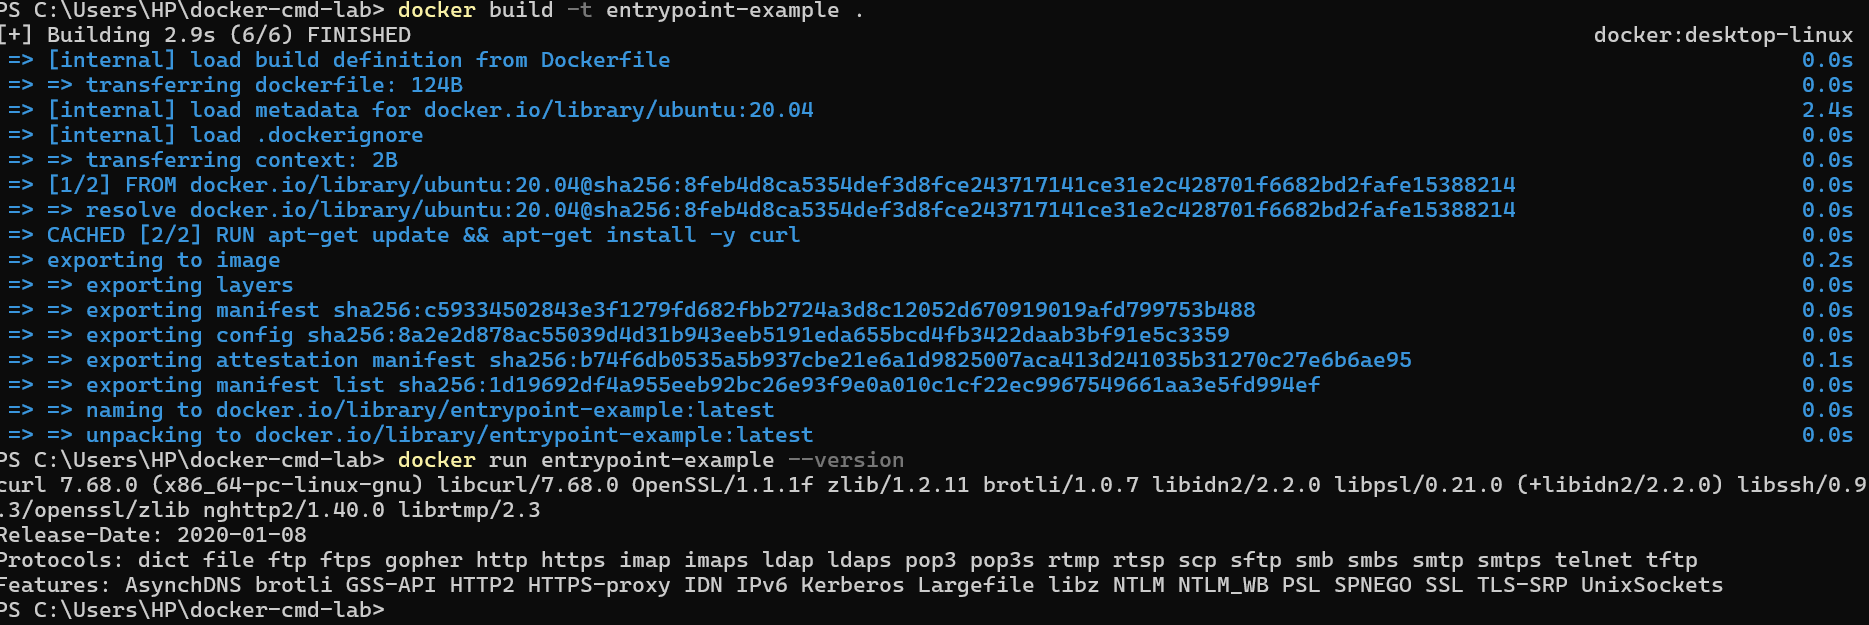 PS C:\Users\HP\docker-cmd-lab> docker build -t entrypoint-example .
[+] Building 2.9s (6/6) FINISHED docker:desktop-linux
=> [internal] load build definition from Dockerfile 0.0s
=> => transferring dockerfile: 124B 0.0s
=> [internal] load metadata for docker.io/library/ubuntu:20.04 2.4s
=> [internal] load .dockerignore 0.0s
=> => transferring context: 2B 0.0s
=> [1/2] FROM docker.io/library/ubuntu:20.04@sha256:8feb4d8ca5354def3d8fce243717141ce31e2c428701f6682bd2fafe15388214 0.0s
=> => resolve docker.io/library/ubuntu:20.04@sha256:8feb4d8ca5354def3d8fce243717141ce31e2c428701f6682bd2fafe15388214 0.0s
=> CACHED [2/2] RUN apt-get update && apt-get install -y curl 0.0s
=> exporting to image 0.2s
=> => exporting layers 0.0s
=> => exporting manifest sha256:c59334502843e3f1279fd682fbb2724a3d8c12052d670919019afd799753b488 0.0s
=> => exporting config sha256:8a2e2d878ac55039d4d31b943eeb5191eda655bcd4fb3422daab3bf91e5c3359 0.0s
=> => exporting attestation manifest sha256:b74f6db0535a5b937cbe21e6a1d9825007aca413d241035b31270c27e6b6ae95 0.1s
=> => exporting manifest list sha256:1d19692df4a955eeb92bc26e93f9e0a010c1cf22ec9967549661aa3e5fd994ef 0.0s
=> => naming to docker.io/library/entrypoint-example:latest 0.0s
=> => unpacking to docker.io/library/entrypoint-example:latest 0.0s
PS C:\Users\HP\docker-cmd-lab> docker run entrypoint-example --version
curl 7.68.0 (x86_64-pc-linux-gnu) libcurl/7.68.0 OpenSSL/1.1.1f zlib/1.2.11 brotli/1.0.7 libidn2/2.2.0 libpsl/0.21.0 (+libidn2/2.2.0) libssh/0.9
.3/openssl/zlib nghttp2/1.40.0 librtmp/2.3
Release-Date: 2020-01-08
Protocols: dict file ftp ftps gopher http https imap imaps ldap ldaps pop3 pop3s rtmp rtsp scp sftp smb smbs smtp smtps telnet tftp
Features: AsynchDNS brotli GSS-API HTTP2 HTTPS-proxy IDN IPv6 Kerberos Largefile libz NTLM NTLM_WB PSL SPNEGO SSL TLS-SRP UnixSockets
PS C:\Users\HP\docker-cmd-lab>